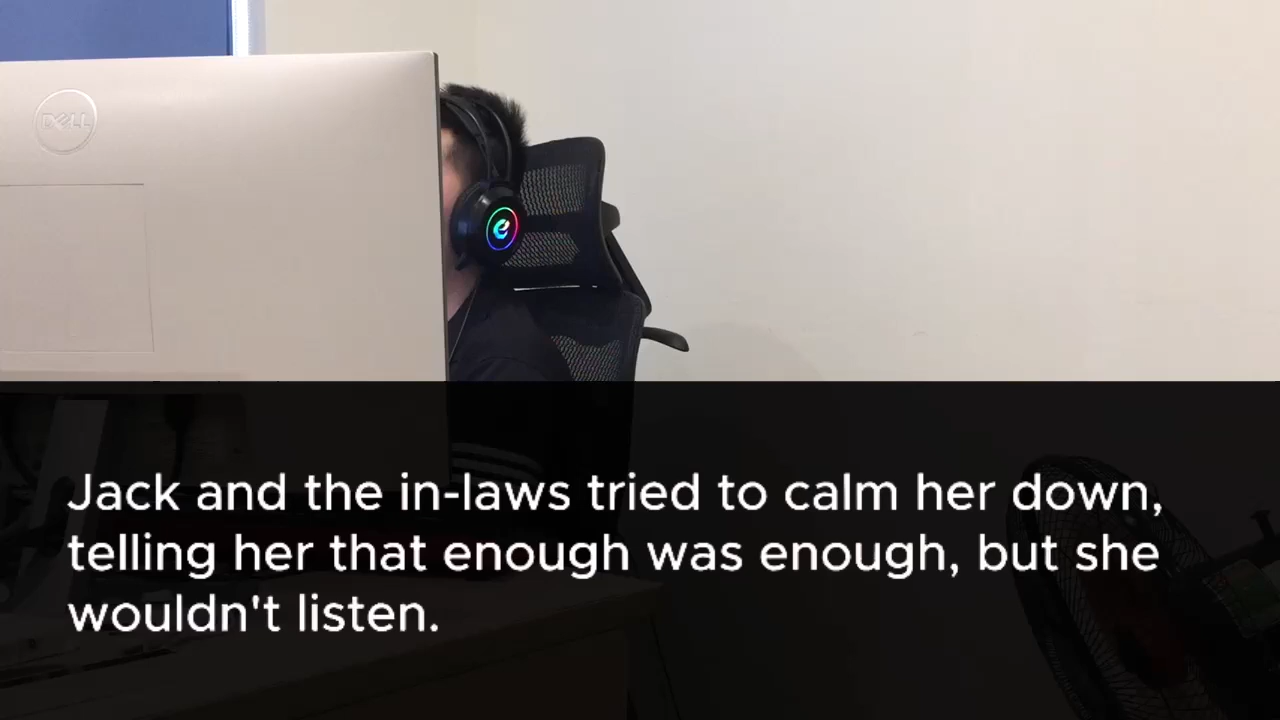 DELL
Jack and the in-laws tried to calm her down,
telling her that enough was enough, but she
wouldn't listen.